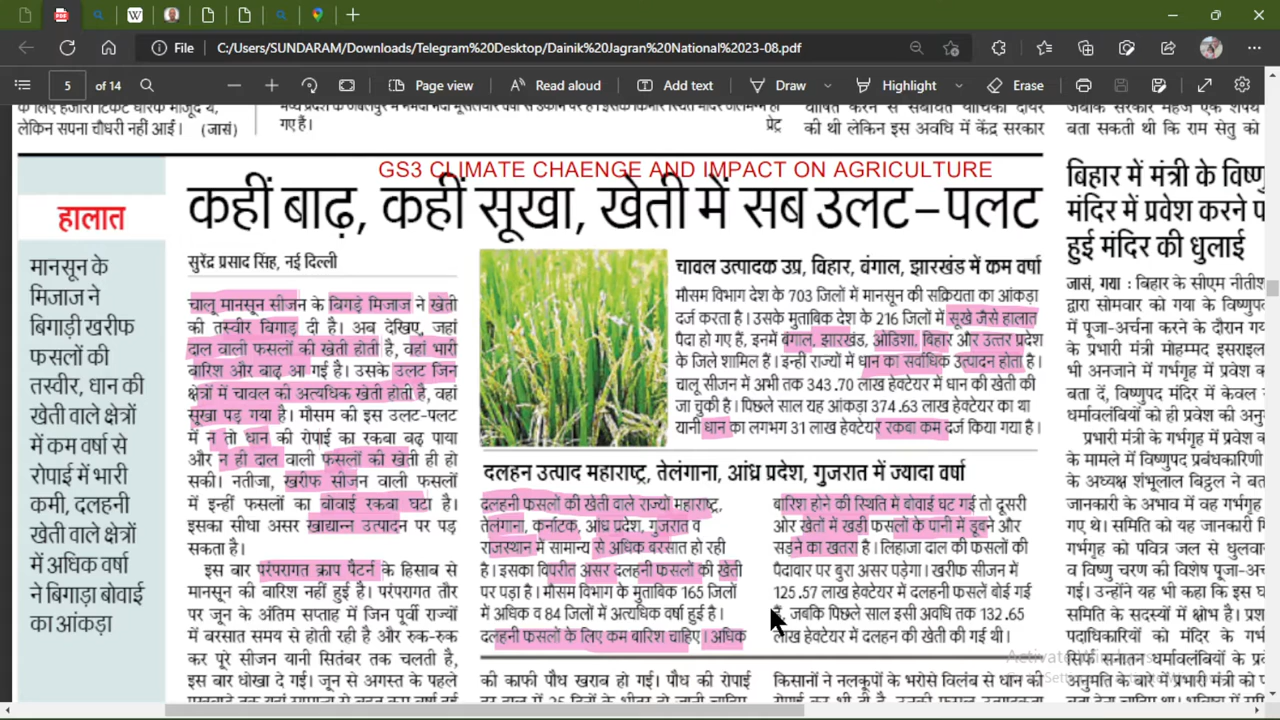 5 of 14
File C:/Users/SUNDARAM/Downloads/Telegram%20Desktop/Dainik%20Jagran%20National%202023-08.pdf
Page view Read aloud Add text Draw Highlight Erase
लेकिन सपना चौधरी नहीं आई। (जासं)
गए हैं।
प्रेट्र
की थी लेकिन इस अवधि में केंद्र सरकार
बता सकती थी कि राम सेतु को
GS3 CLIMATE CHAENGE AND IMPACT ON AGRICULTURE
कहीं बाढ़, कहीं सूखा, खेती में सब उलट-पलट
हालात
मानसून के
मिजाज ने
बिगाड़ी खरीफ
फसलों की
तस्वीर, धान की
खेती वाले क्षेत्रों
में कम वर्षा से
रोपाई में भारी
कमी, दलहनी
खेती वाले क्षेत्रों
में अधिक वर्षा
ने बिगाड़ा बोवाई
का आंकड़ा
सुरेंद्र प्रसाद सिंह, नई दिल्ली
चालू मानसून सीजन के बिगड़े मिजाज ने खेती
की तस्वीर बिगाड़ दी है। अब देखिए, जहां
दाल वाली फसलों की खेती होती है, वहां भारी
बारिश और बाढ़ आ गई है। उसके उलट जिन
क्षेत्रों में चावल की अत्यधिक खेती होती है, वहां
सूखा पड़ गया है। मौसम की इस उलट-पलट
में न तो धान की रोपाई का रकबा बढ़ पाया
और न ही दाल वाली फसलों की खेती ही हो
सकी। नतीजा, खरीफ सीजन वाली फसलों
में इन्हीं फसलों का बोवाई रकबा घटा है।
इसका सीधा असर खाद्यान्न उत्पादन पर पड़
सकता है।
इस बार परंपरागत क्राप पैटर्न के हिसाब से
मानसून की बारिश नहीं हुई है। परंपरागत तौर
पर जून के अंतिम सप्ताह में जिन पूर्वी राज्यों
में बरसात समय से होती रही है और रुक-रुक
कर पूरे सीजन यानी सितंबर तक चलती है,
इस बार धोखा दे गई। जून से अगस्त के पहले
चावल उत्पादक उप्र, विहार, बंगाल, झारखंड में कम वर्षा
मौसम विभाग देश के 703 जिलों में मानसून की सक्रियता का आंकड़ा
दर्ज करता है। उसके मुताबिक देश के 216 जिलों में सूखे जैसे हालात
पैदा हो गए हैं, इनमें बंगाल, झारखंड, ओडिशा, बिहार और उत्तर प्रदेश
के जिले शामिल हैं। इन्हीं राज्यों में धान का सर्वाधिक उत्पादन होता है।
चालू सीजन में अभी तक 343.70 लाख हेक्टेयर में धान की खेती की
जा चुकी है। पिछले साल यह आंकड़ा 374.63 लाख हेक्टेयर का था
यानी धान का लगभग 31 लाख हेक्टेयर रकबा कम दर्ज किया गया है।
दलहन उत्पाद महाराष्ट्र, तेलंगाना, आंध्र प्रदेश, गुजरात में ज्यादा वर्षा
दलहनी फसलों की खेती वाले राज्यों महाराष्ट्र,
तेलंगाना, कर्नाटक, आंध्र प्रदेश, गुजरात व
राजस्थान में सामान्य से अधिक बरसात हो रही
है। इसका विपरीत असर दलहनी फसलों की खेती
पर पड़ा है। मौसम विभाग के मुताबिक 165 जिलों
में अधिक व 84 जिलों में अत्यधिक वर्षा हुई है।
दलहनी फसलों के लिए कम बारिश चाहिए। अधिक
बारिश होने की स्थिति में बोवाई घट गई तो दूसरी
ओर खेतों में खड़ी फसलों के पानी में डूबने और
सड़ने का खतरा है। लिहाजा दाल की फसलों की
पैदावार पर बुरा असर पड़ेगा। खरीफ सीजन में
125.57 लाख हेक्टेयर में दलहनी फसलें बोई गई
जबकि पिछले साल इसी अवधि तक 132.65
लाख हेक्टेयर में दलहन की खेती की गई थी।
की काफी पौध खराब हो गई। पौध की रोपाई
किसानों ने नलकूपों के भरोसे विलंब से धान की
बिहार में मंत्री के विष्णु
मंदिर में प्रवेश करने प
हुई मंदिर की धुलाई
जासं, गया : बिहार के सीएम नीतीश
द्वारा सोमवार को गया के विष्णुपद
में पूजा-अर्चना करने के दौरान गय
के प्रभारी मंत्री मोहम्मद इसराइल
भी अनजाने में गर्भगृह में प्रवेश क
बता दें, विष्णुपद मंदिर में केवल
धर्मावलंबियों को ही प्रवेश की अनु
प्रभारी मंत्री के गर्भगृह में प्रवेश क
के मामले में विष्णुपद प्रबंधकारिणी
के अध्यक्ष शंभूलाल बिट्ठल ने बत
जानकारी के अभाव में वह गर्भगृह
गए थे। समिति को यह जानकारी मि
गर्भगृह को पवित्र जल से धुलवा
व विष्णु चरण की विशेष पूजा-अर्च
गई। उन्होंने यह भी कहा कि इस घ
समिति के सदस्यों में क्षोभ है। प्रश
पदाधिकारियों को मंदिर के गर्भ
सिर्फ सनातन धर्मावलंबियों के प्र
अनुमति के बारे में प्रभारी मंत्री को प